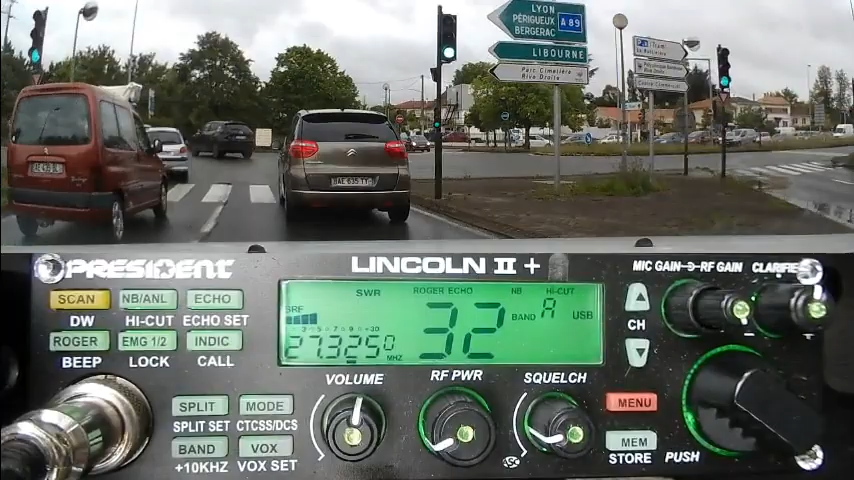 LYON
PÉRIGUEUX
BERGERAC
A 89
LIBOURNE
Parc Cimetière
Rive Droite
PRESIDENT
LINCOLN II +
MIC GAIN RF GAIN
CLARIFIER
SCAN
NB/ANL
ECHO
DW
HI-CUT
ECHO SET
ROGER
EMG 1/2
INDIC
BEEP
LOCK
CALL
SPLIT
MODE
SPLIT SET
CTCSS/DCS
BAND
VOX
+10KHZ
VOX SET
SWR
ROGER ECHO
NB
HI-CUT
27.3250
MHZ
32
BAND A
USB
VOLUME
RF PWR
SQUELCH
ASC
CH
MENU
MEM
STORE
PUSH